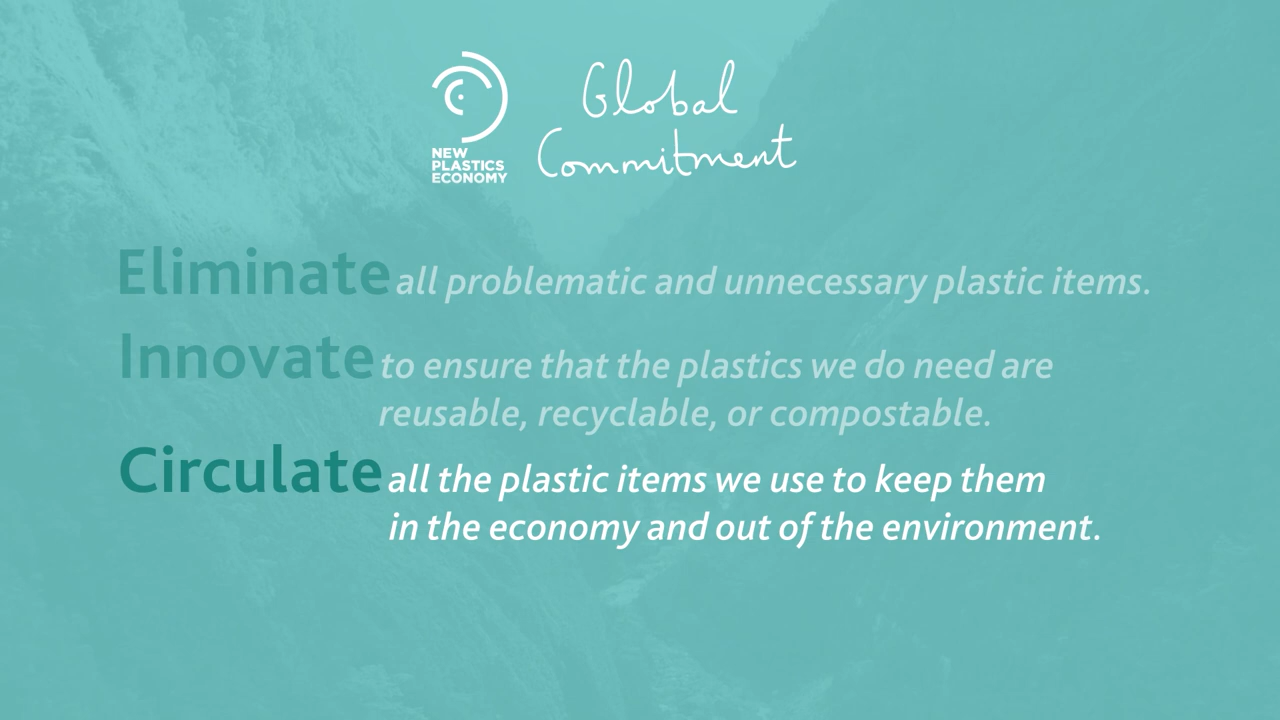 NEW
PLASTICS
ECONOMY
Global
Commitment
Eliminate all problematic and unnecessary plastic items.
Innovate to ensure that the plastics we do need are
reusable, recyclable, or compostable.
Circulate all the plastic items we use to keep them
in the economy and out of the environment.